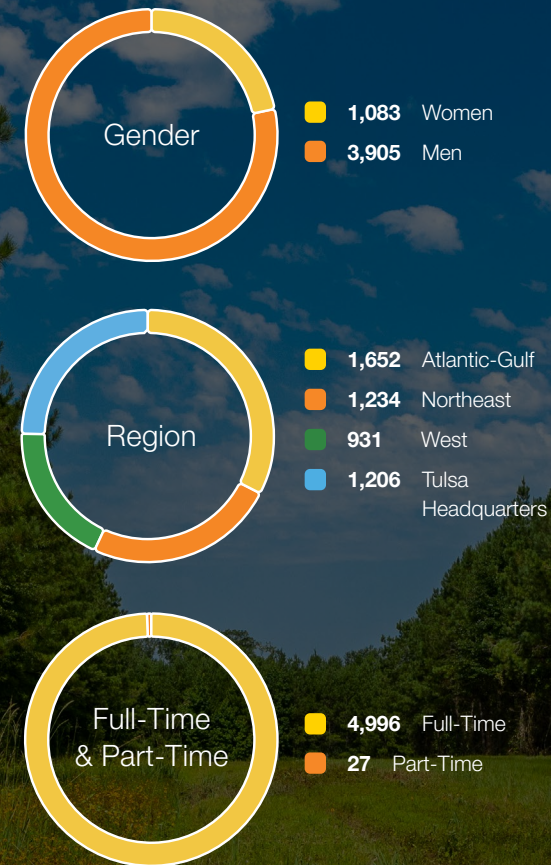 Gender
1,083 Women
3,905 Men
Region
1,652 Atlantic-Gulf
1,234 Northeast
931 West
1,206 Tulsa
Headquarters
Full-Time
& Part-Time
4,996 Full-Time
27 Part-Time